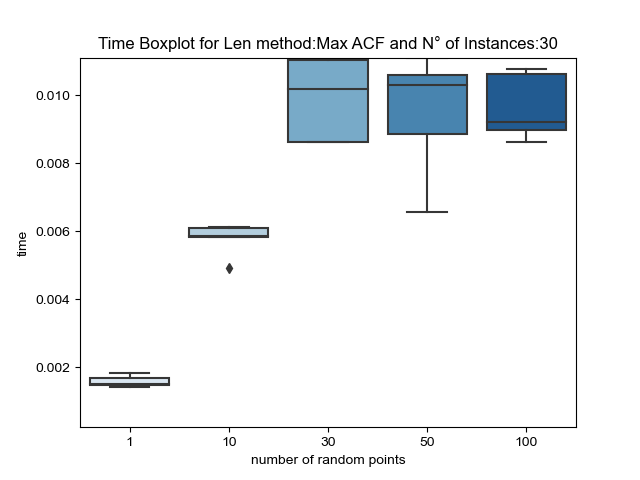 Time Boxplot for Len method:Max ACF and N° of Instances:30
0.010
0.008
0.006
0.004
0.002
time
1 10 30 50 100
number of random points